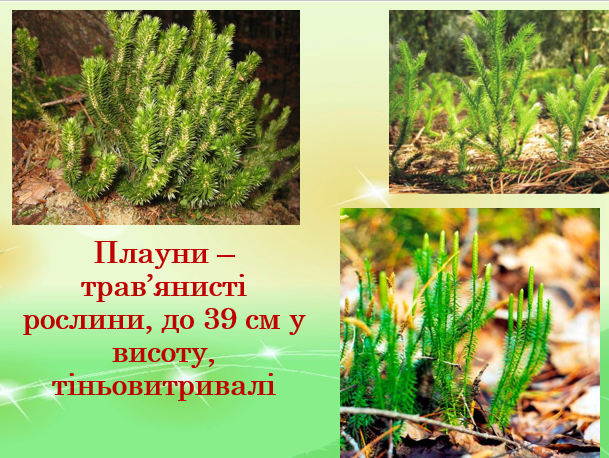 Плауни –
трав’янисті
рослини, до 39 см у
висоту,
тіньовитривалі